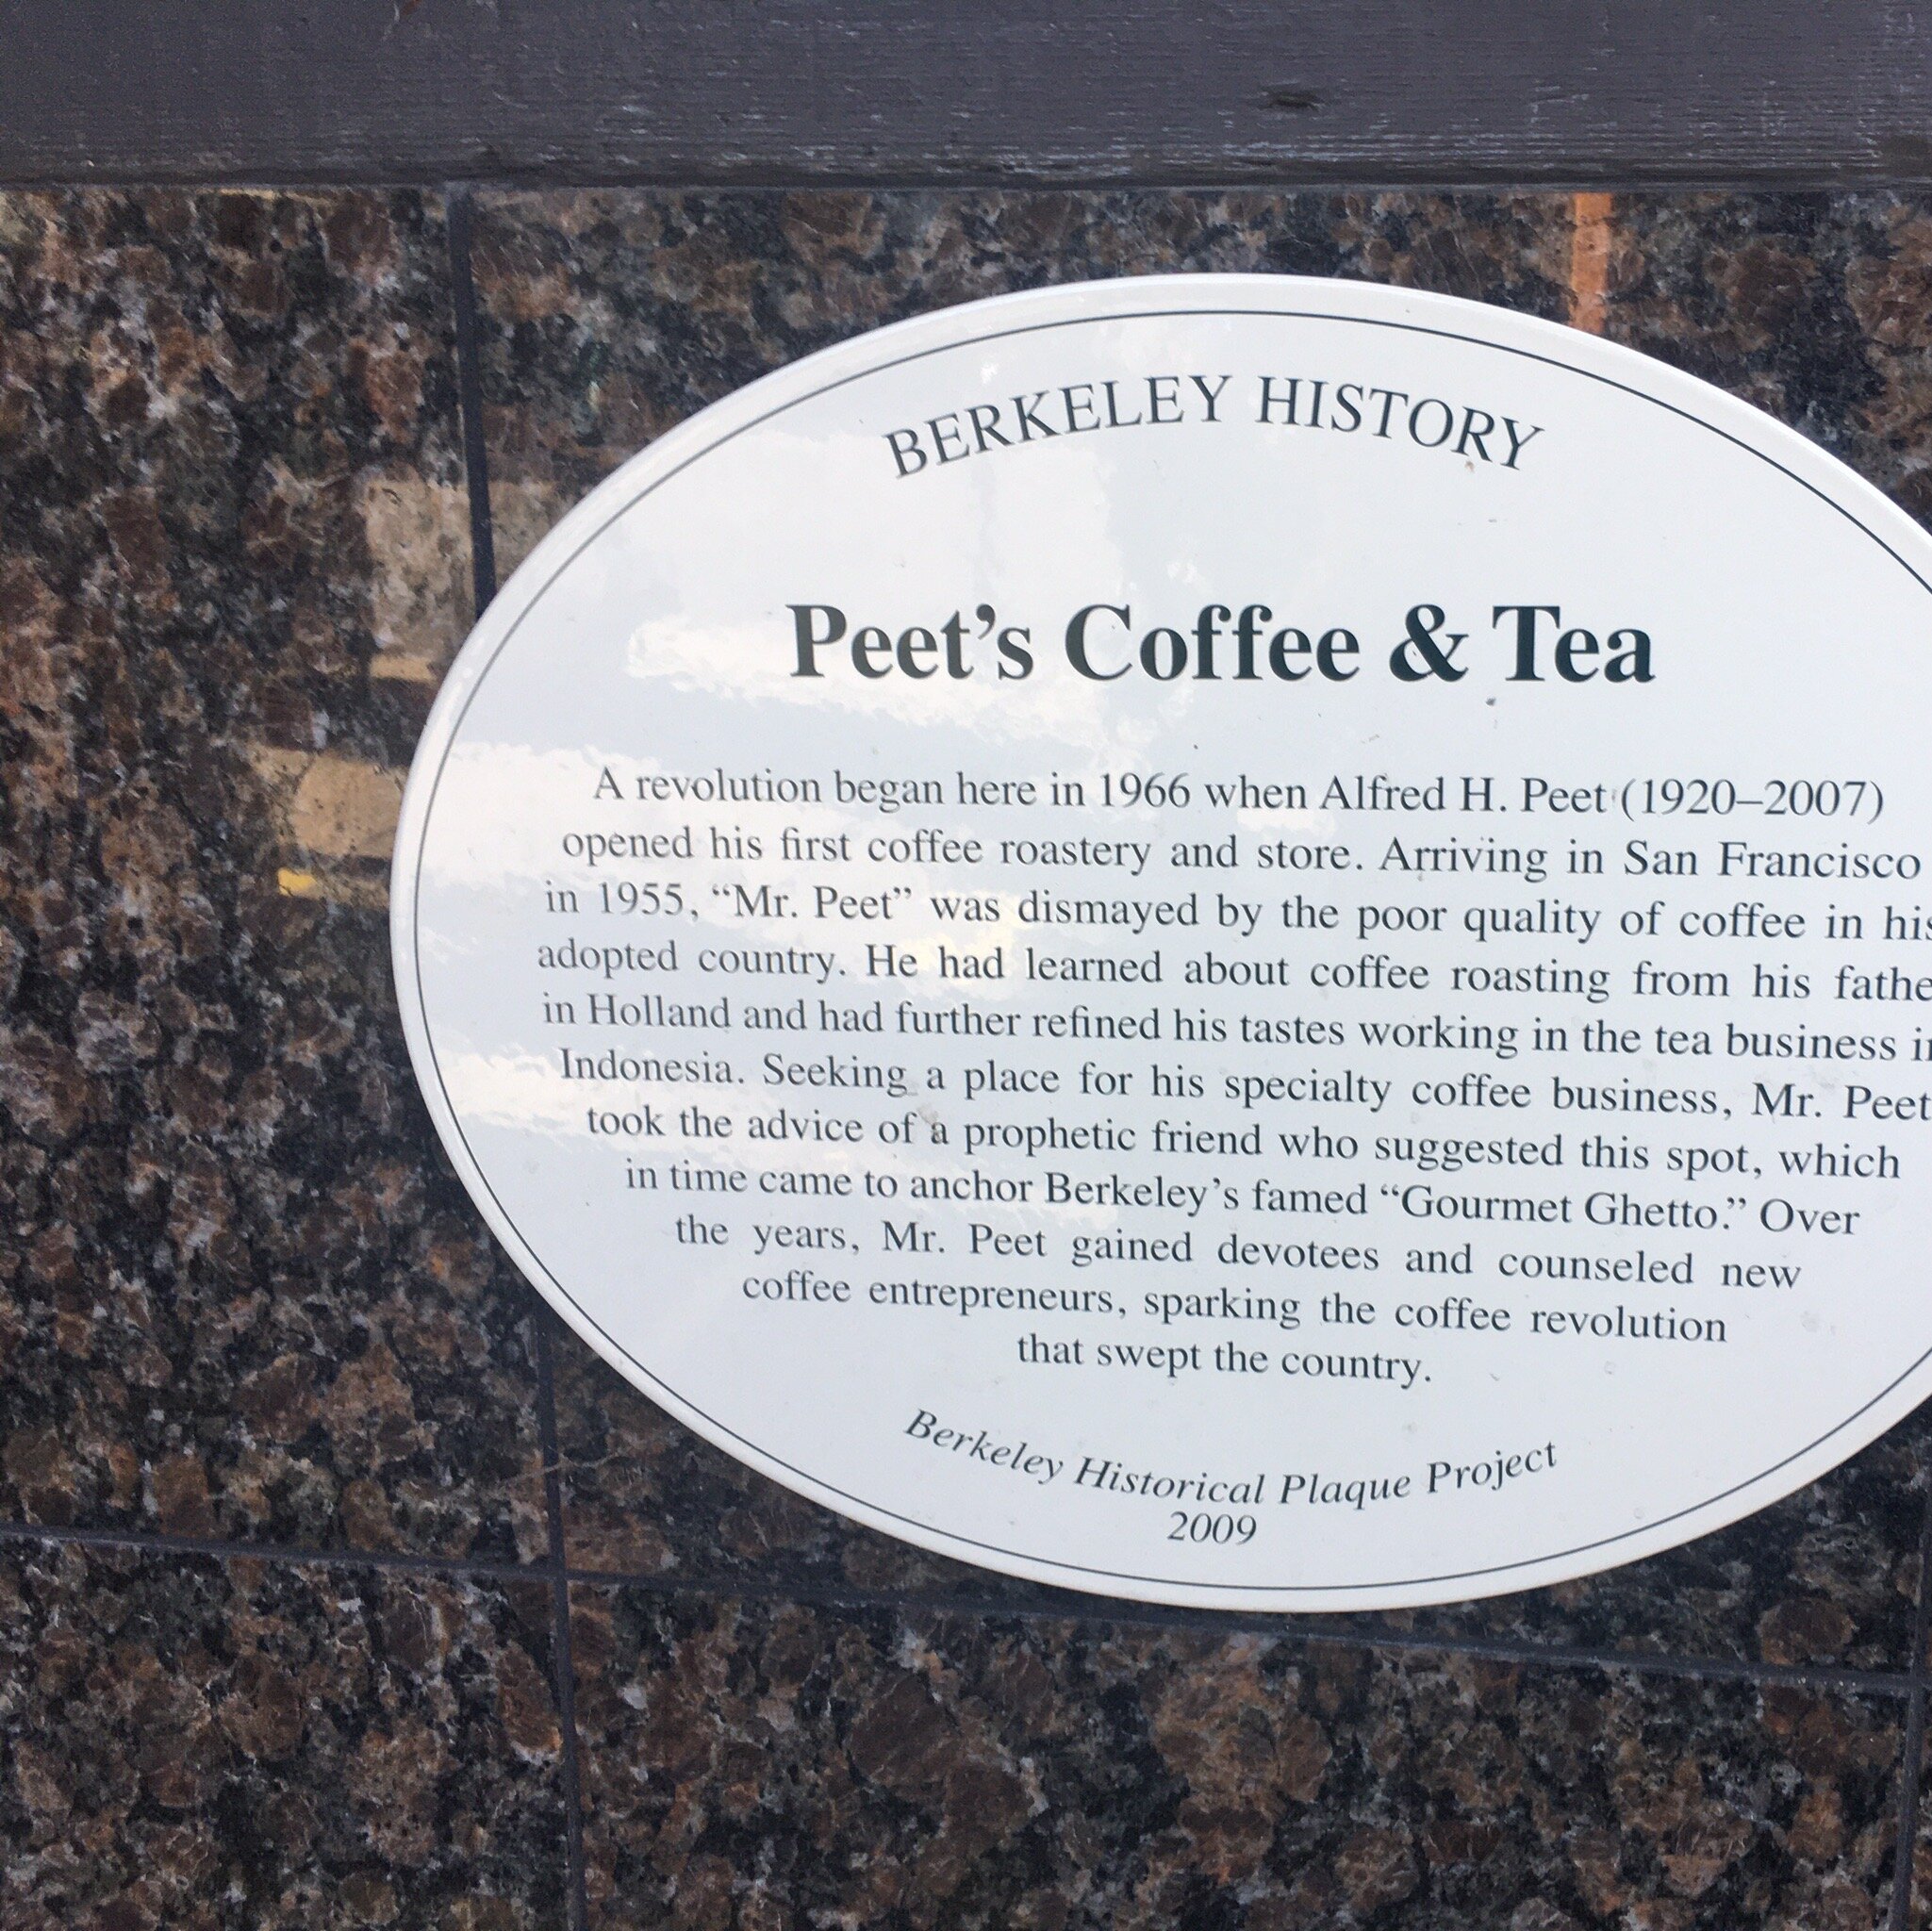 BERKELEY HISTORY
Peet’s Coffee & Tea
A revolution began here in 1966 when Alfred H. Peet (1920–2007)
opened his first coffee roastery and store. Arriving in San Francisco
in 1955, “Mr. Peet” was dismayed by the poor quality of coffee in his
adopted country. He had learned about coffee roasting from his fathe
in Holland and had further refined his tastes working in the tea business in
Indonesia. Seeking a place for his specialty coffee business, Mr. Peet
took the advice of a prophetic friend who suggested this spot, which
in time came to anchor Berkeley’s famed “Gourmet Ghetto.” Over
the years, Mr. Peet gained devotees and counseled new
coffee entrepreneurs, sparking the coffee revolution
that swept the country.
Berkeley Historical Plaque Project
2009